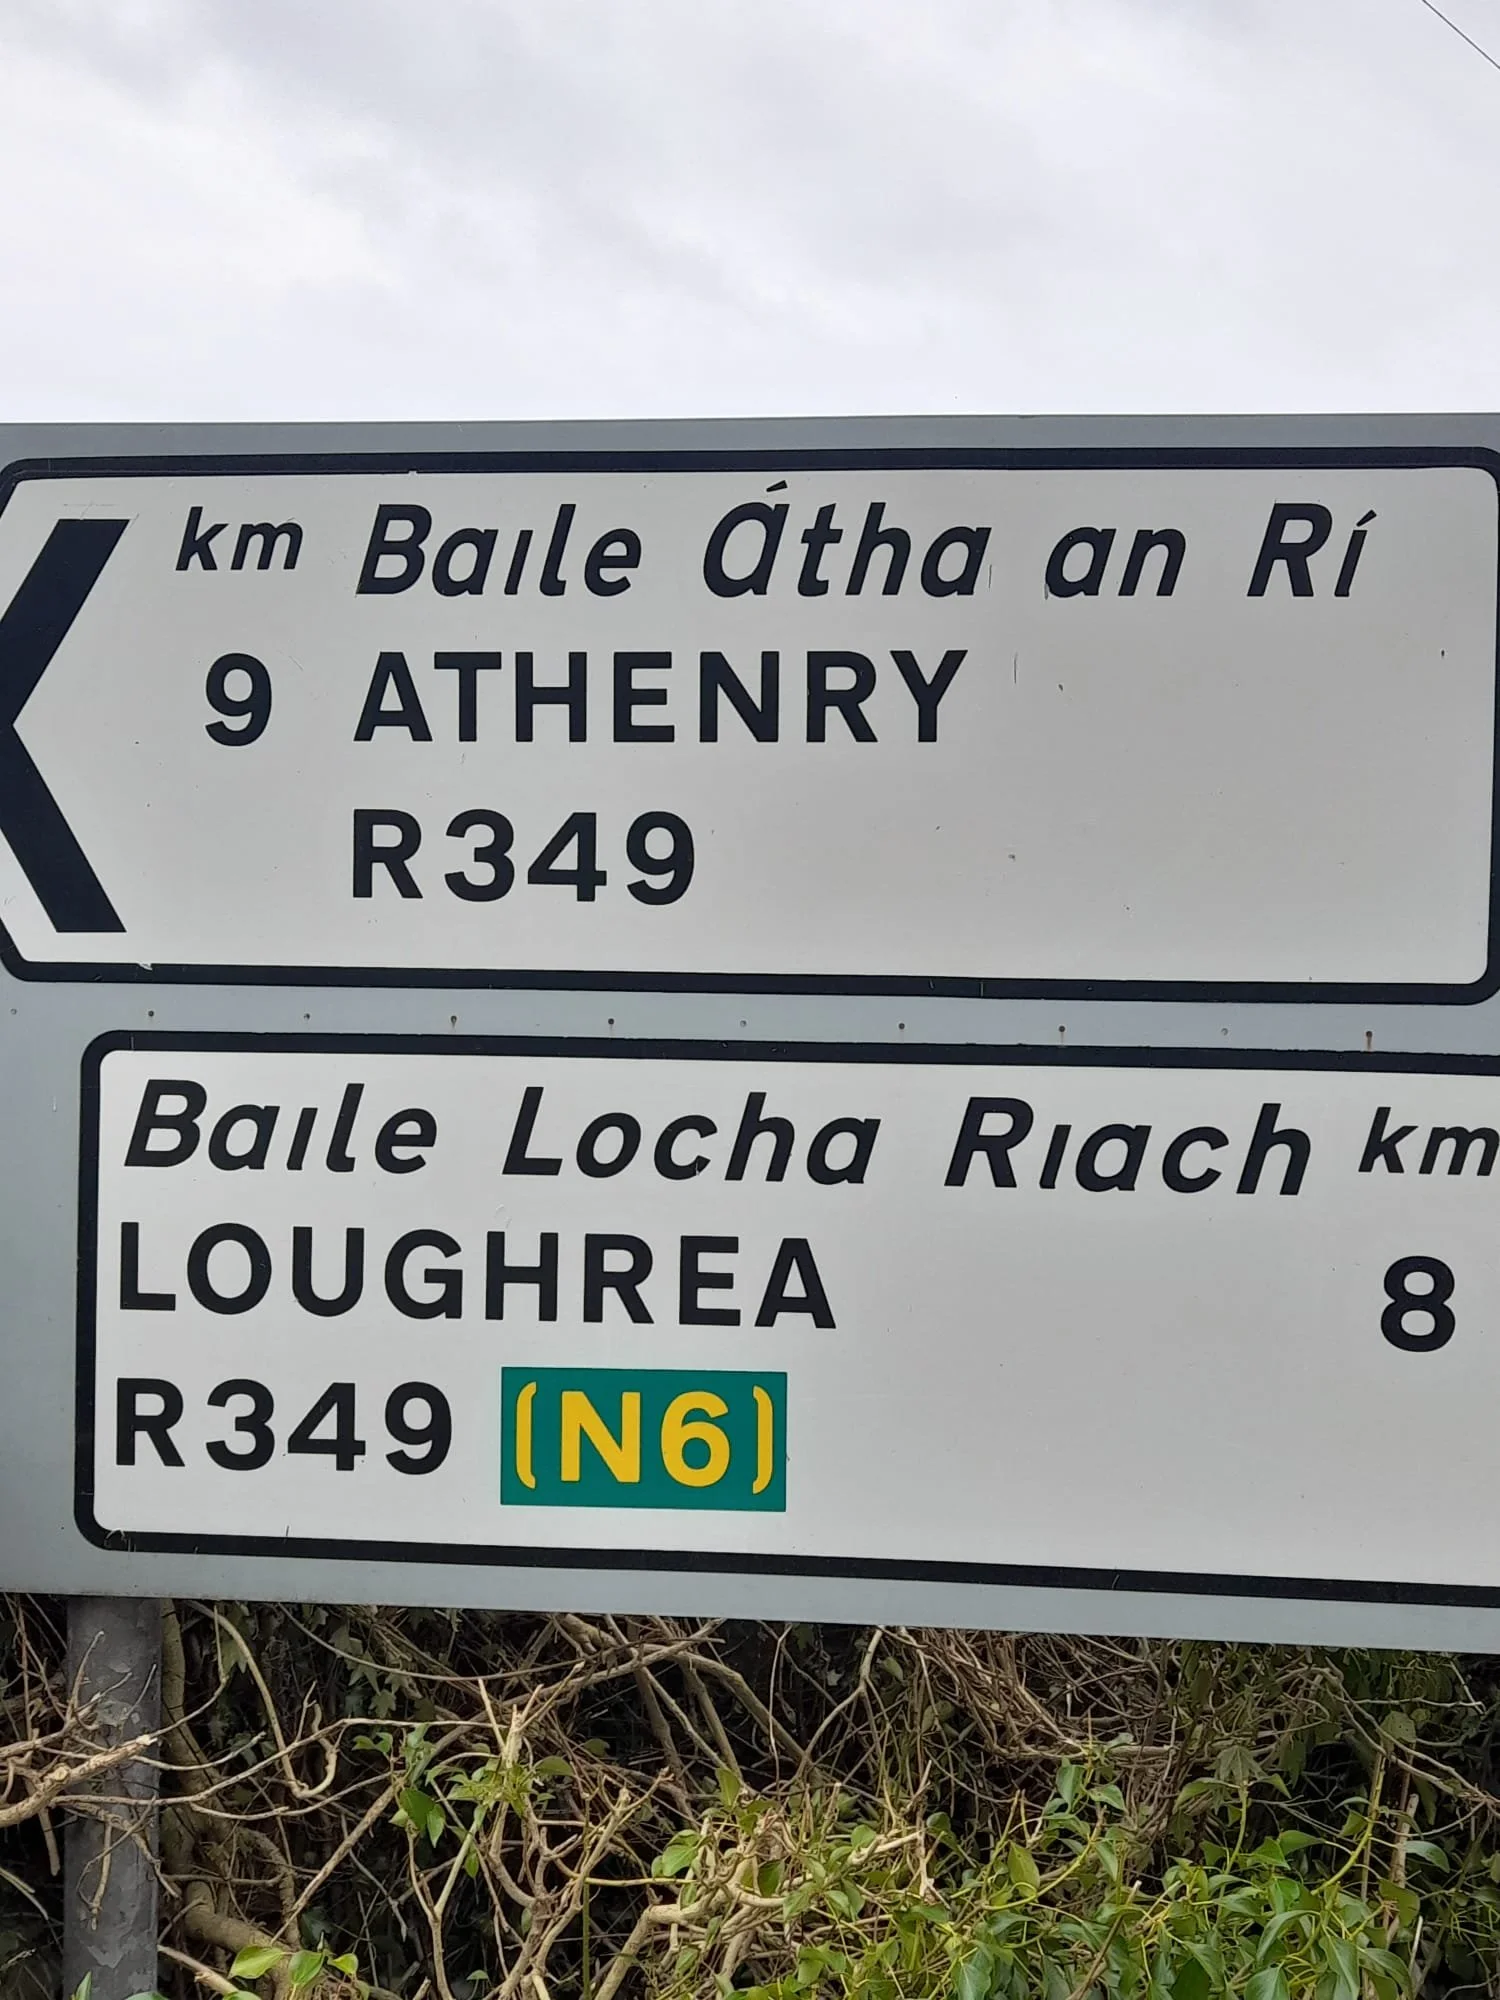 km Baile Átha an Rí
9 ATHENRY
R349
Baile Locha Riach km
LOUGHREA 8
R349 (N6)